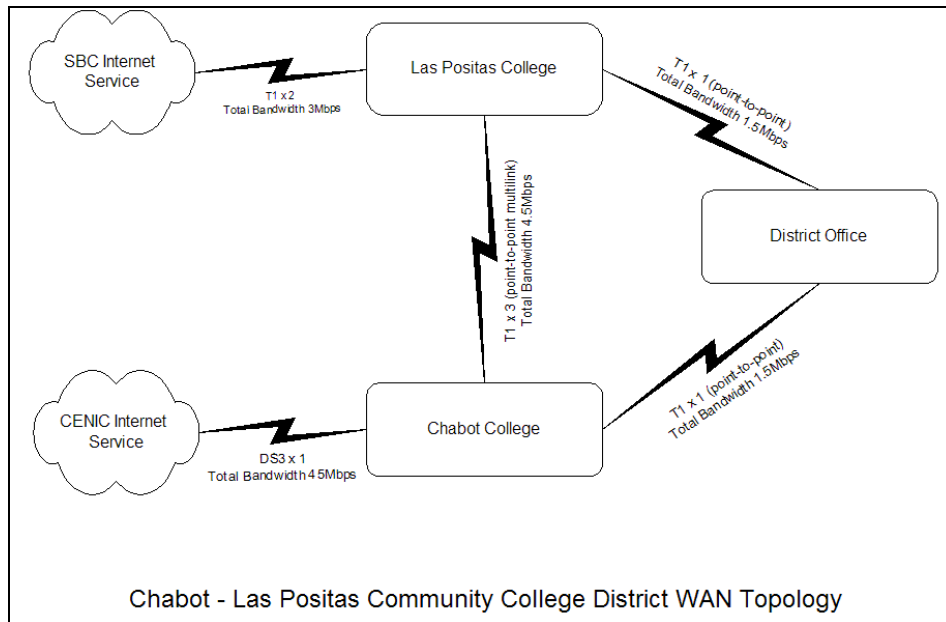 SBC Internet
Service
T1 x 2
Total Bandwidth 3Mbps
Las Positas College
T1 x 1 (point-to-point)
Total Bandwidth 1.5Mbps
T1 x 3 (point-to-point multilink)
Total Bandwidth 4.5Mbps
District Office
T1 x 1 (point-to-point)
Total Bandwidth 1.5Mbps
CENIC Internet
Service
DS3 x 1
Total Bandwidth 45Mbps
Chabot College
Chabot - Las Positas Community College District WAN Topology